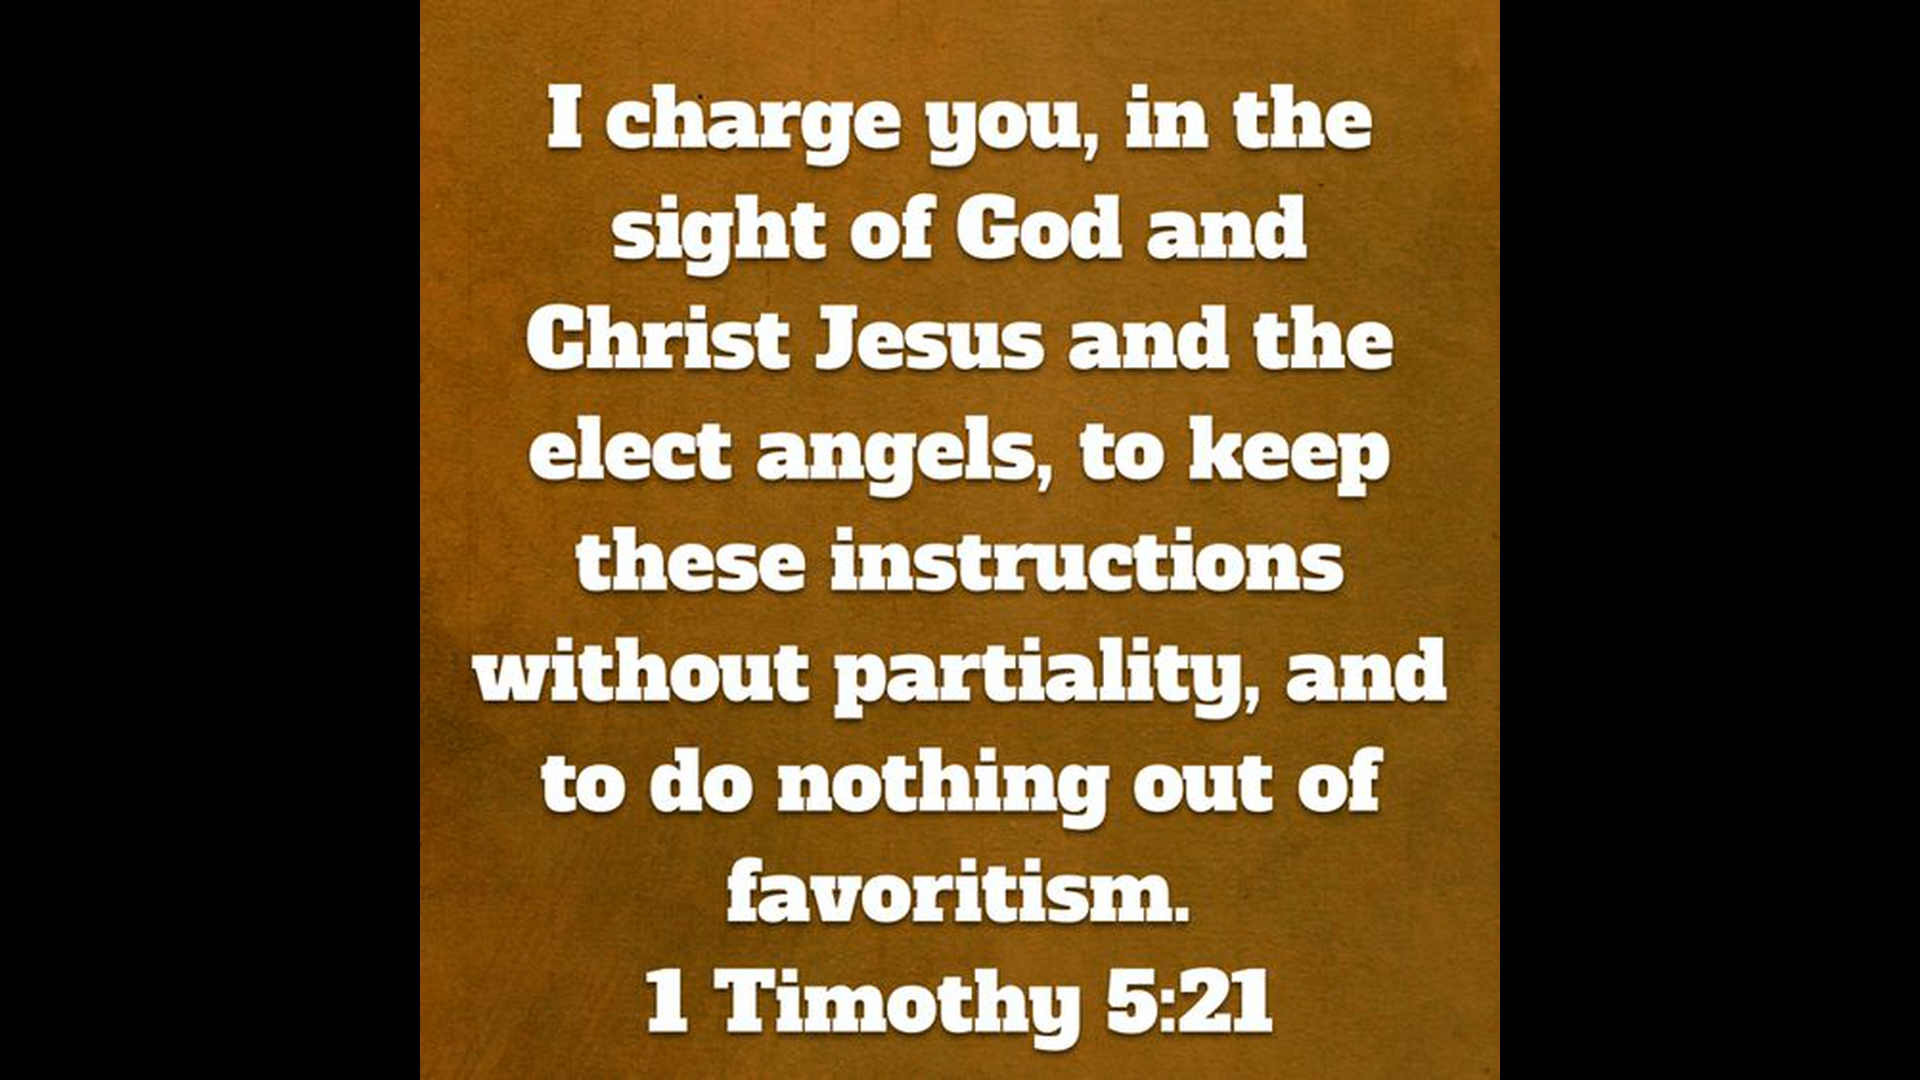 I charge you, in the
sight of God and
Christ Jesus and the
elect angels, to keep
these instructions
without partiality, and
to do nothing out of
favoritism.
1 Timothy 5:21